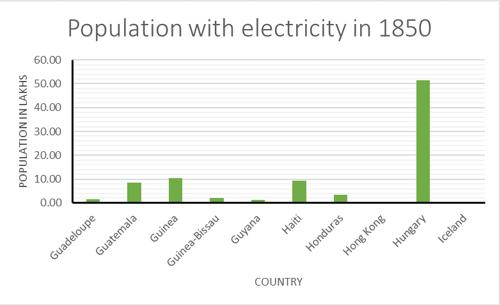 Population with electricity in 1850
POPULATION IN LAKHS
60.00
50.00
40.00
30.00
20.00
10.00
0.00
Guadeloupe
Guatemala
Guinea
Guinea-Bissau
Guyana
Haiti
Honduras
Hong Kong
Hungary
Iceland
COUNTRY